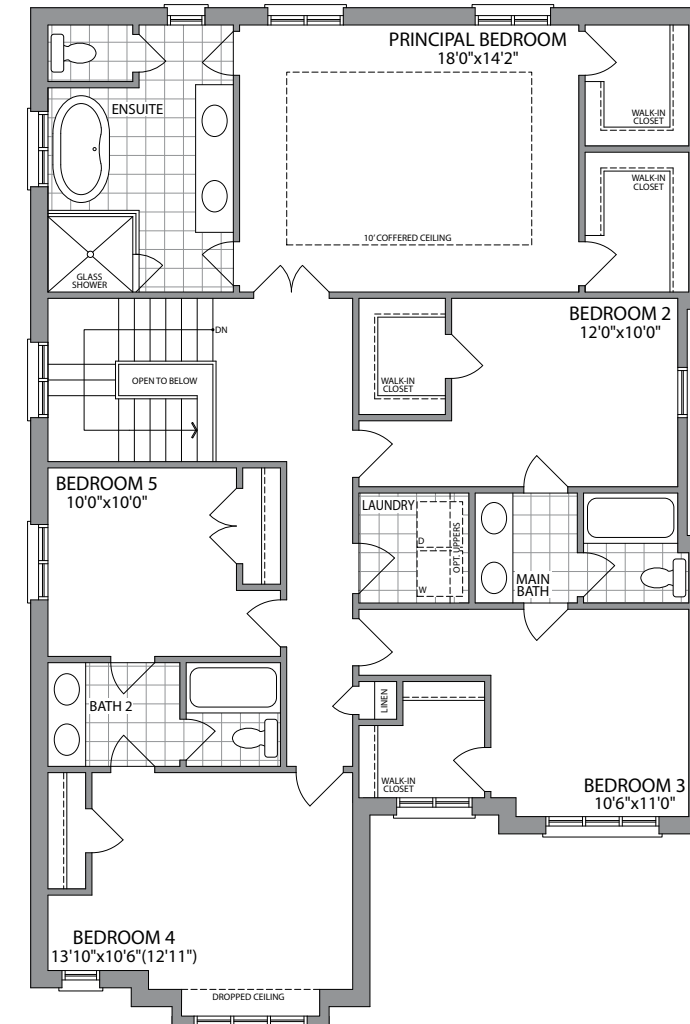 PRINCIPAL BEDROOM
18'0"x14'2"
ENSUITE
WALK-IN
CLOSET
WALK-IN
CLOSET
10' COFFERED CEILING
GLASS
SHOWER
BEDROOM 2
12'0"x10'0"
DN
OPEN TO BELOW
WALK-IN
CLOSET
BEDROOM 5
10'0"x10'0"
LAUNDRY
D
OPT. UPPERS
W
MAIN
BATH
LINEN
BATH 2
WALK-IN
CLOSET
BEDROOM 3
10'6"x11'0"
BEDROOM 4
13'10"x10'6"(12'11")
DROPPED CEILING